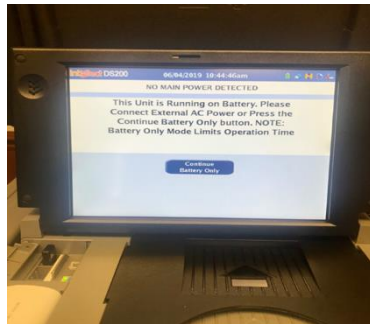 intElect DS200 06/04/2019 10:44:46am
NO MAIN POWER DETECTED
This Unit is Running on Battery. Please
Connect External AC Power or Press the
Continue Battery Only button. NOTE:
Battery Only Mode Limits Operation Time
Continue
Battery Only